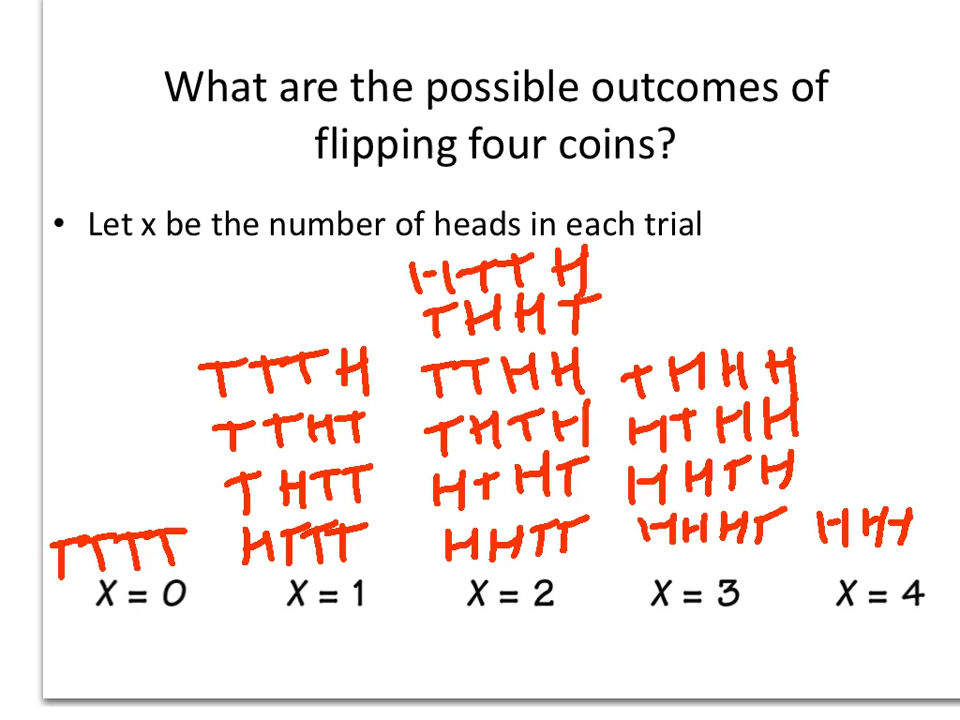 What are the possible outcomes of
flipping four coins?
• Let x be the number of heads in each trial
HTTH
THHT
TTTH TTHH THHH
TTHT THTH HTHH
THTT HTHT HHTH
TTTT HTTT HHTT HHHT HHH
X = 0 X = 1 X = 2 X = 3 X = 4